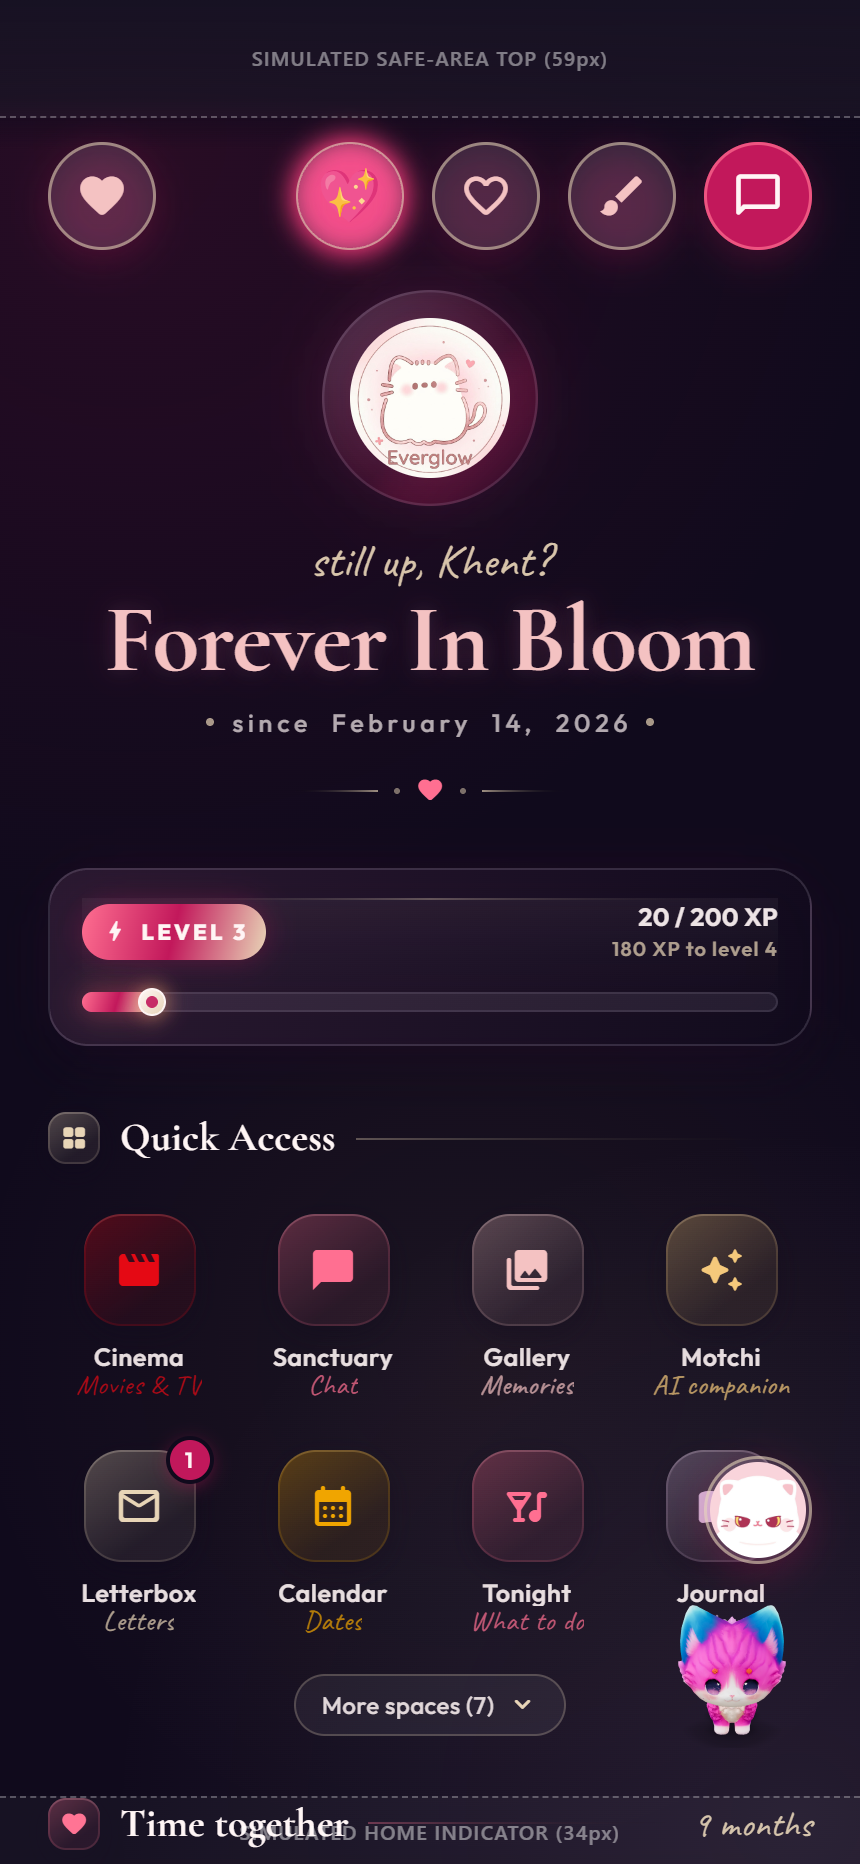 SIMULATED SAFE-AREA TOP (59px)
Everglow
still up, Khent?
Forever In Bloom
• since February 14, 2026 •
LEVEL 3
20 / 200 XP
180 XP to level 4
Quick Access
Cinema
Movies & TV
Sanctuary
Chat
Gallery
Memories
Motchi
AI companion
1
Letterbox
Letters
Calendar
Dates
Tonight
What to do
Journal
More spaces (7)
Time together
9 months
SIMULATED HOME INDICATOR (34px)